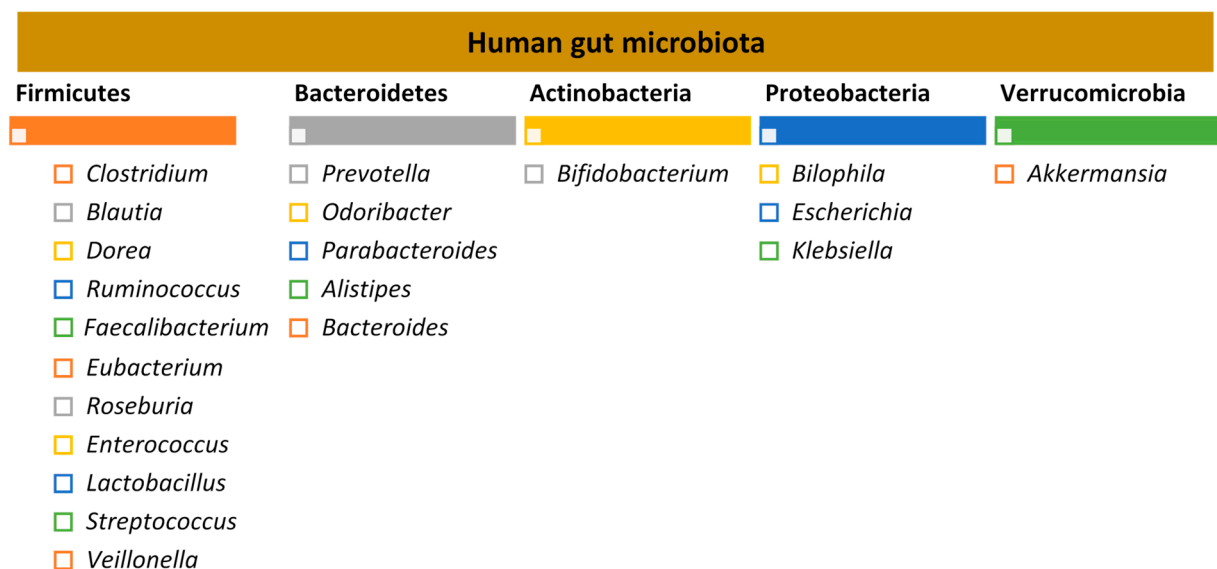 Human gut microbiota
Firmicutes
Clostridium
Blautia
Dorea
Ruminococcus
Faecalibacterium
Eubacterium
Roseburia
Enterococcus
Lactobacillus
Streptococcus
Veillonella
Bacteroidetes
Prevotella
Odoribacter
Parabacteroides
Alistipes
Bacteroides
Actinobacteria
Bifidobacterium
Proteobacteria
Bilophila
Escherichia
Klebsiella
Verrucomicrobia
Akkermansia